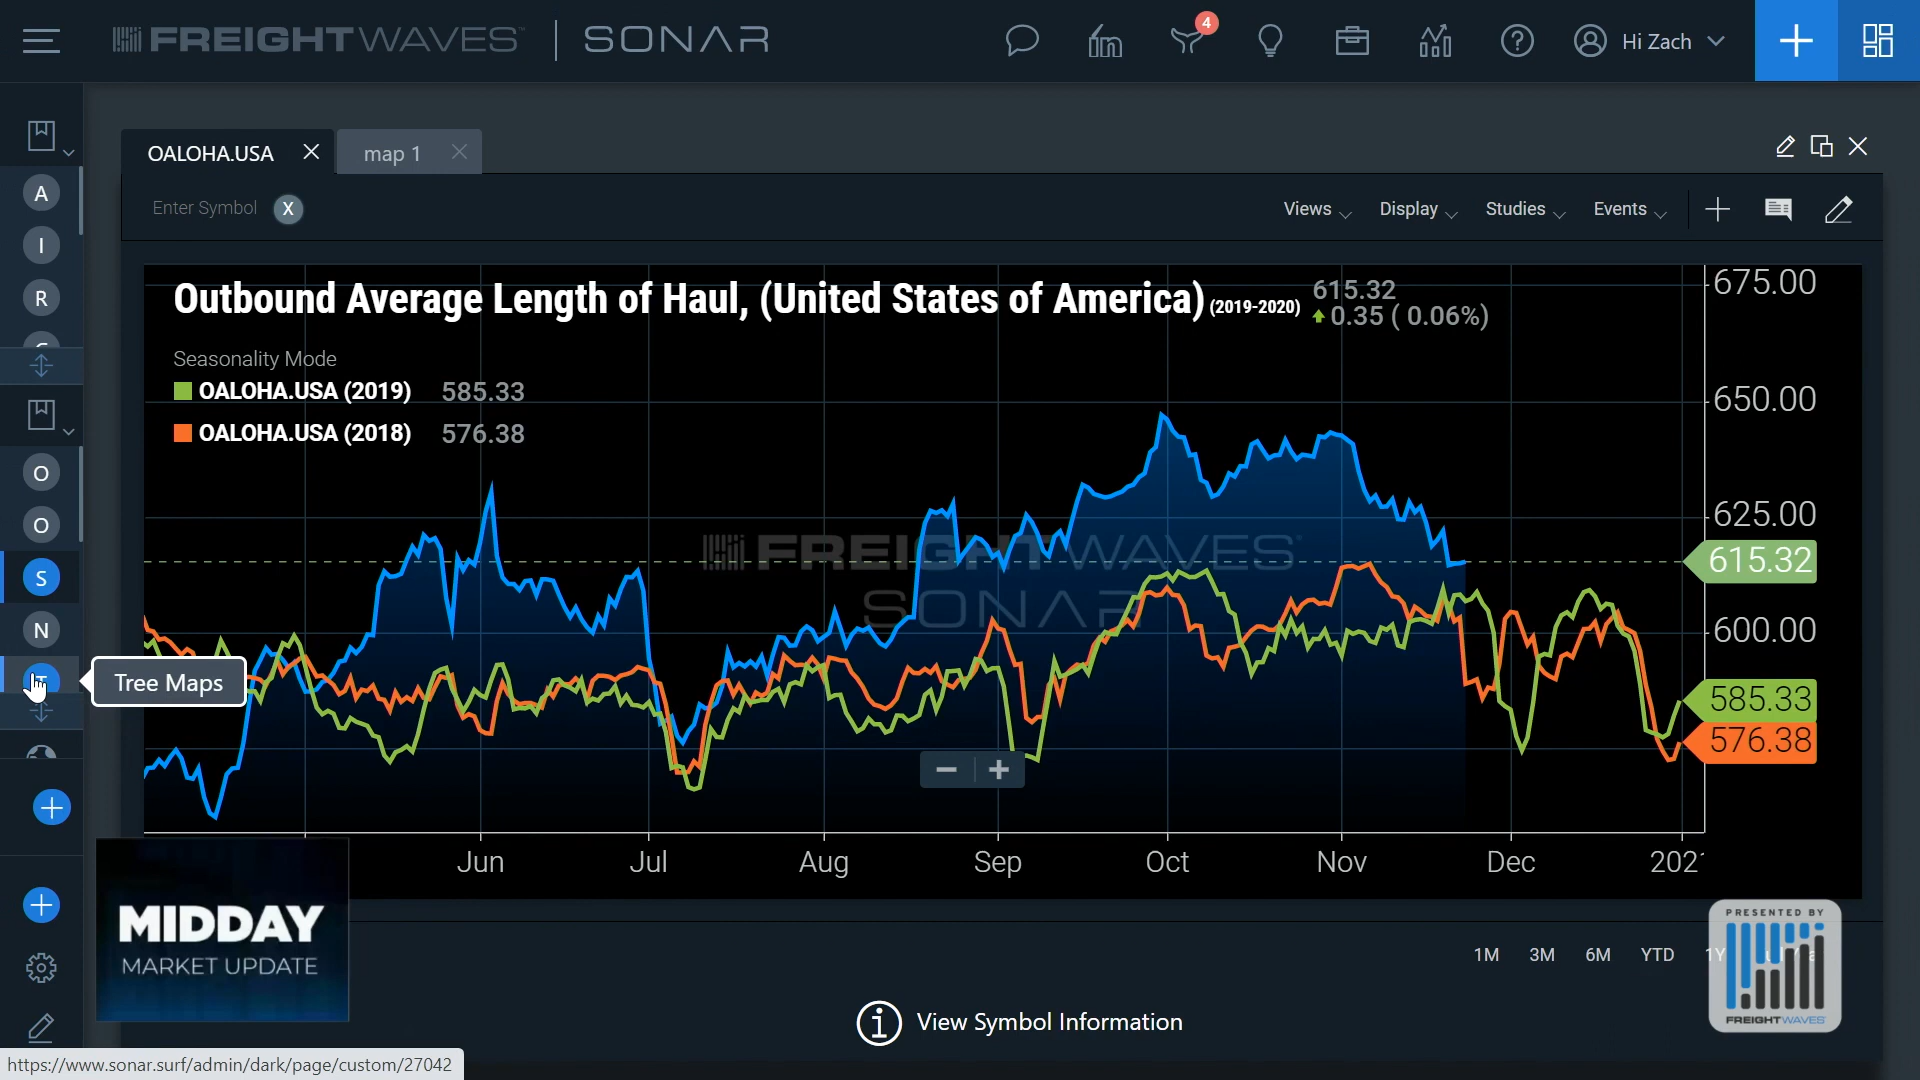 FREIGHTWAVES | SONAR
4
Hi Zach
OALOHA.USA
map 1
Enter Symbol X
Views Display Studies Events
A
I
R
O
O
S
N
T
Tree Maps
Outbound Average Length of Haul, (United States of America) (2019-2020) 615.32
0.35 ( 0.06%)
Seasonality Mode
OALOHA.USA (2019) 585.33
OALOHA.USA (2018) 576.38
FREIGHTWAVES
SONAR
675.00
650.00
625.00
615.32
600.00
585.33
576.38
Jun Jul Aug Sep Oct Nov Dec 2021
MIDDAY
MARKET UPDATE
1M 3M 6M YTD 1Y
PRESENTED BY
FREIGHTWAVES
View Symbol Information
https://www.sonar.surf/admin/dark/page/custom/27042